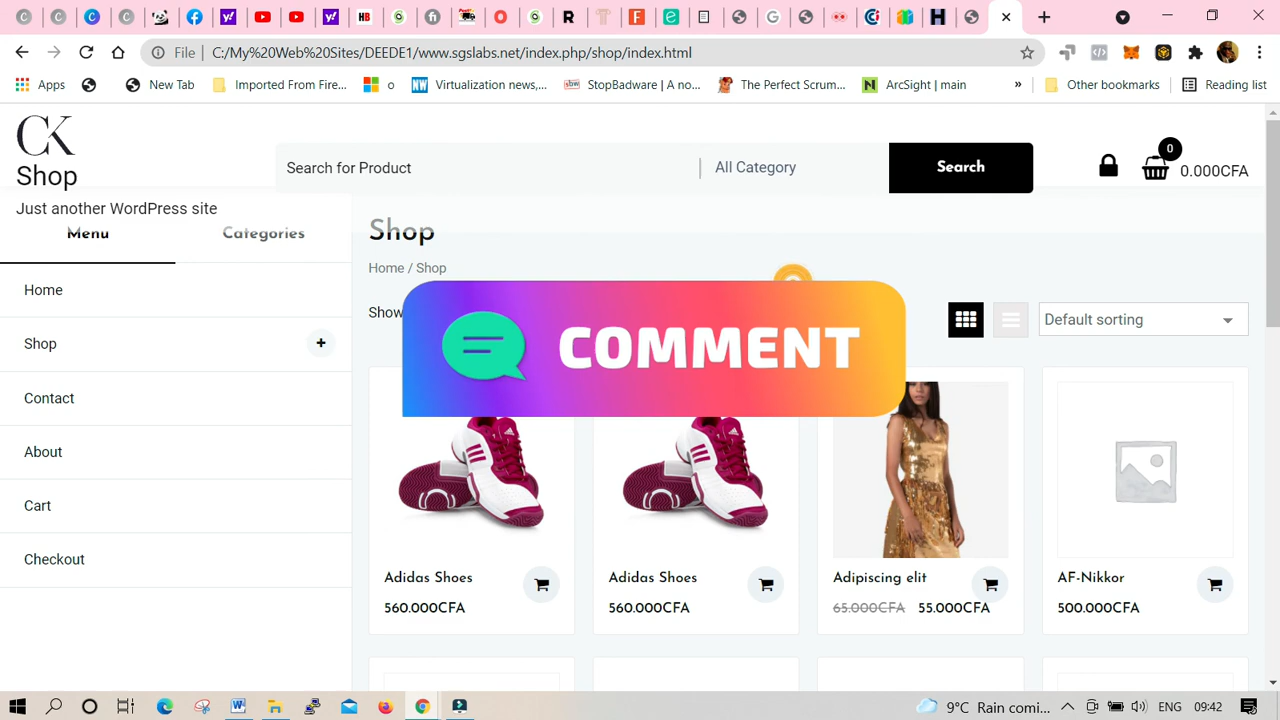 File C:/My%20Web%20Sites/DEEDE1/www.sgslabs.net/index.php/shop/index.html
Apps New Tab Imported From Fire... o Virtualization news,... StopBadware | A no... The Perfect Scrum... ArcSight | main » Other bookmarks Reading list
CK
Shop
Just another WordPress site
Search for Product All Category Search 0 0.000CFA
Menu Categories
Home
Shop
Contact
About
Cart
Checkout
Shop
Home / Shop
Show
Default sorting
COMMENT
Adidas Shoes
560.000CFA
Adidas Shoes
560.000CFA
Adipiscing elit
65.000CFA 55.000CFA
AF-Nikkor
500.000CFA
9°C Rain comi... ENG 09:42